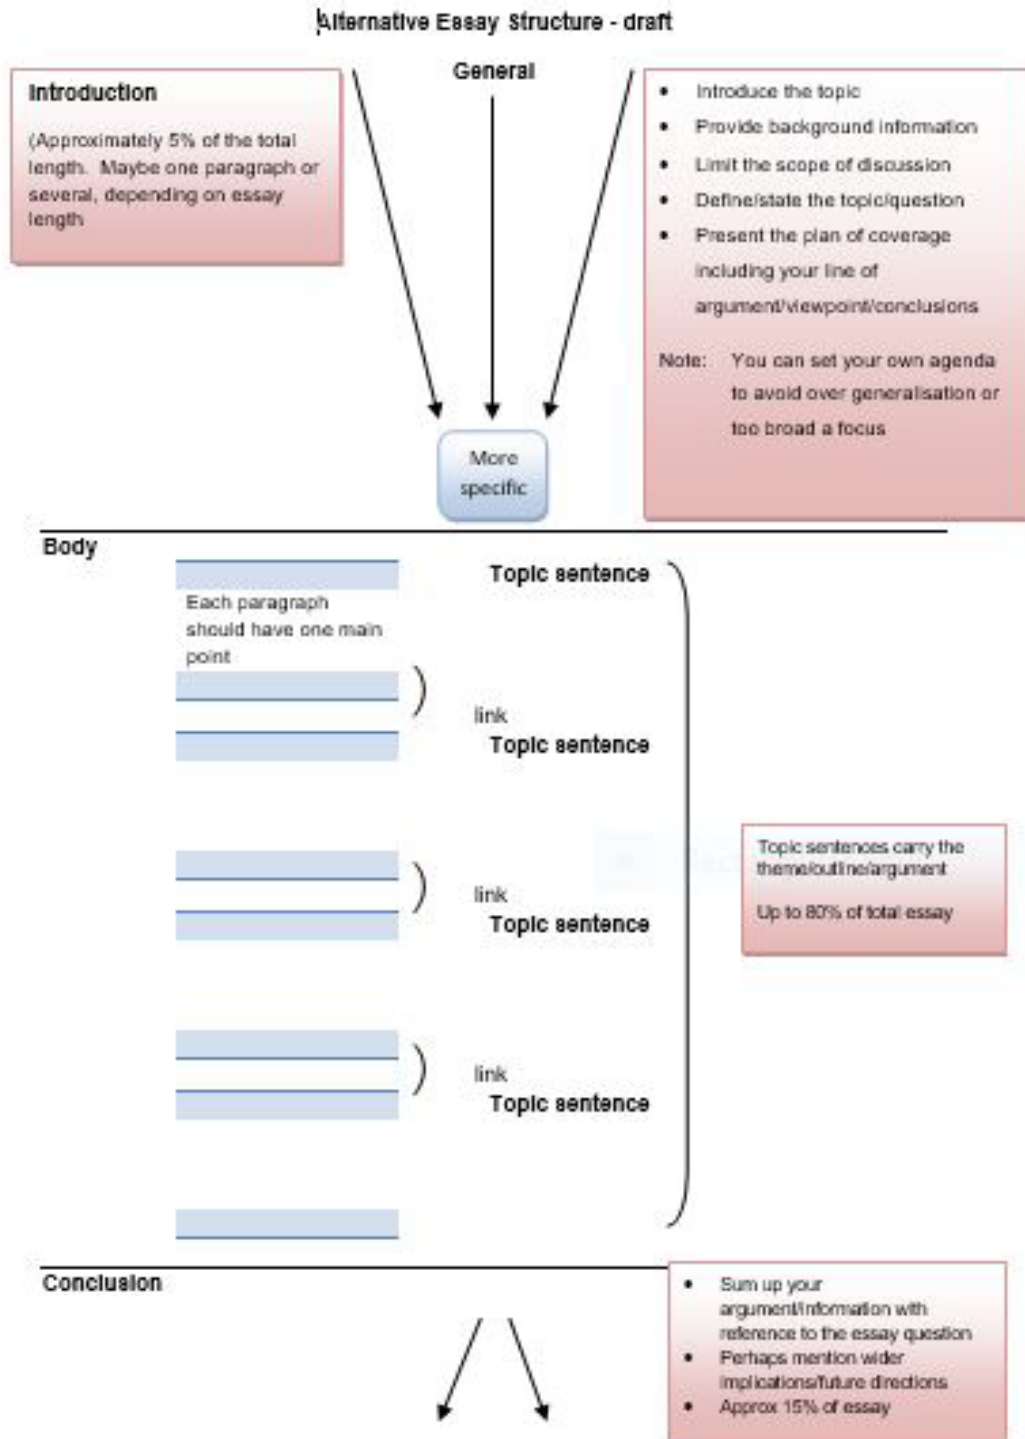 Alternative Essay Structure - draft
General
Introduction
(Approximately 5% of the total
length. Maybe one paragraph or
several, depending on essay
length
• Introduce the topic
• Provide background information
• Limit the scope of discussion
• Define/state the topic/question
• Present the plan of coverage
including your line of
argument/viewpoint/conclusions
Note: You can set your own agenda
to avoid over generalisation or
too broad a focus
More
specific
Body
Topic sentence
Each paragraph
should have one main
point
link
Topic sentence
link
Topic sentence
link
Topic sentence
Topic sentences carry the
theme/outline/argument
Up to 80% of total essay
Conclusion
• Sum up your
argument/information with
reference to the essay question
• Perhaps mention wider
implications/future directions
• Approx 15% of essay